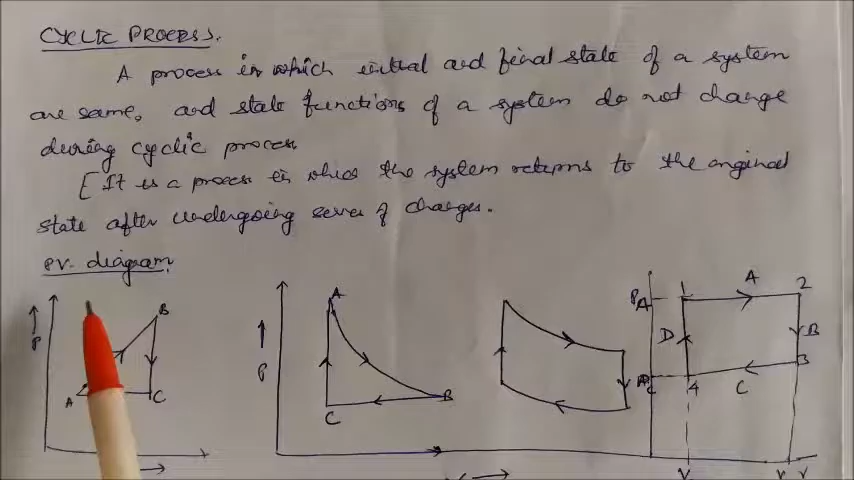 CYCLIC PROCESS.
A process in which initial and final state of a system
are same, and state functions of a system do not change
during cyclic process
[It is a process in which the system returns to the original
state after undergoing series of changes.
PV- diagram
P A B C
P A B C
PA 1 A 2
D B
4 C 3
V V V